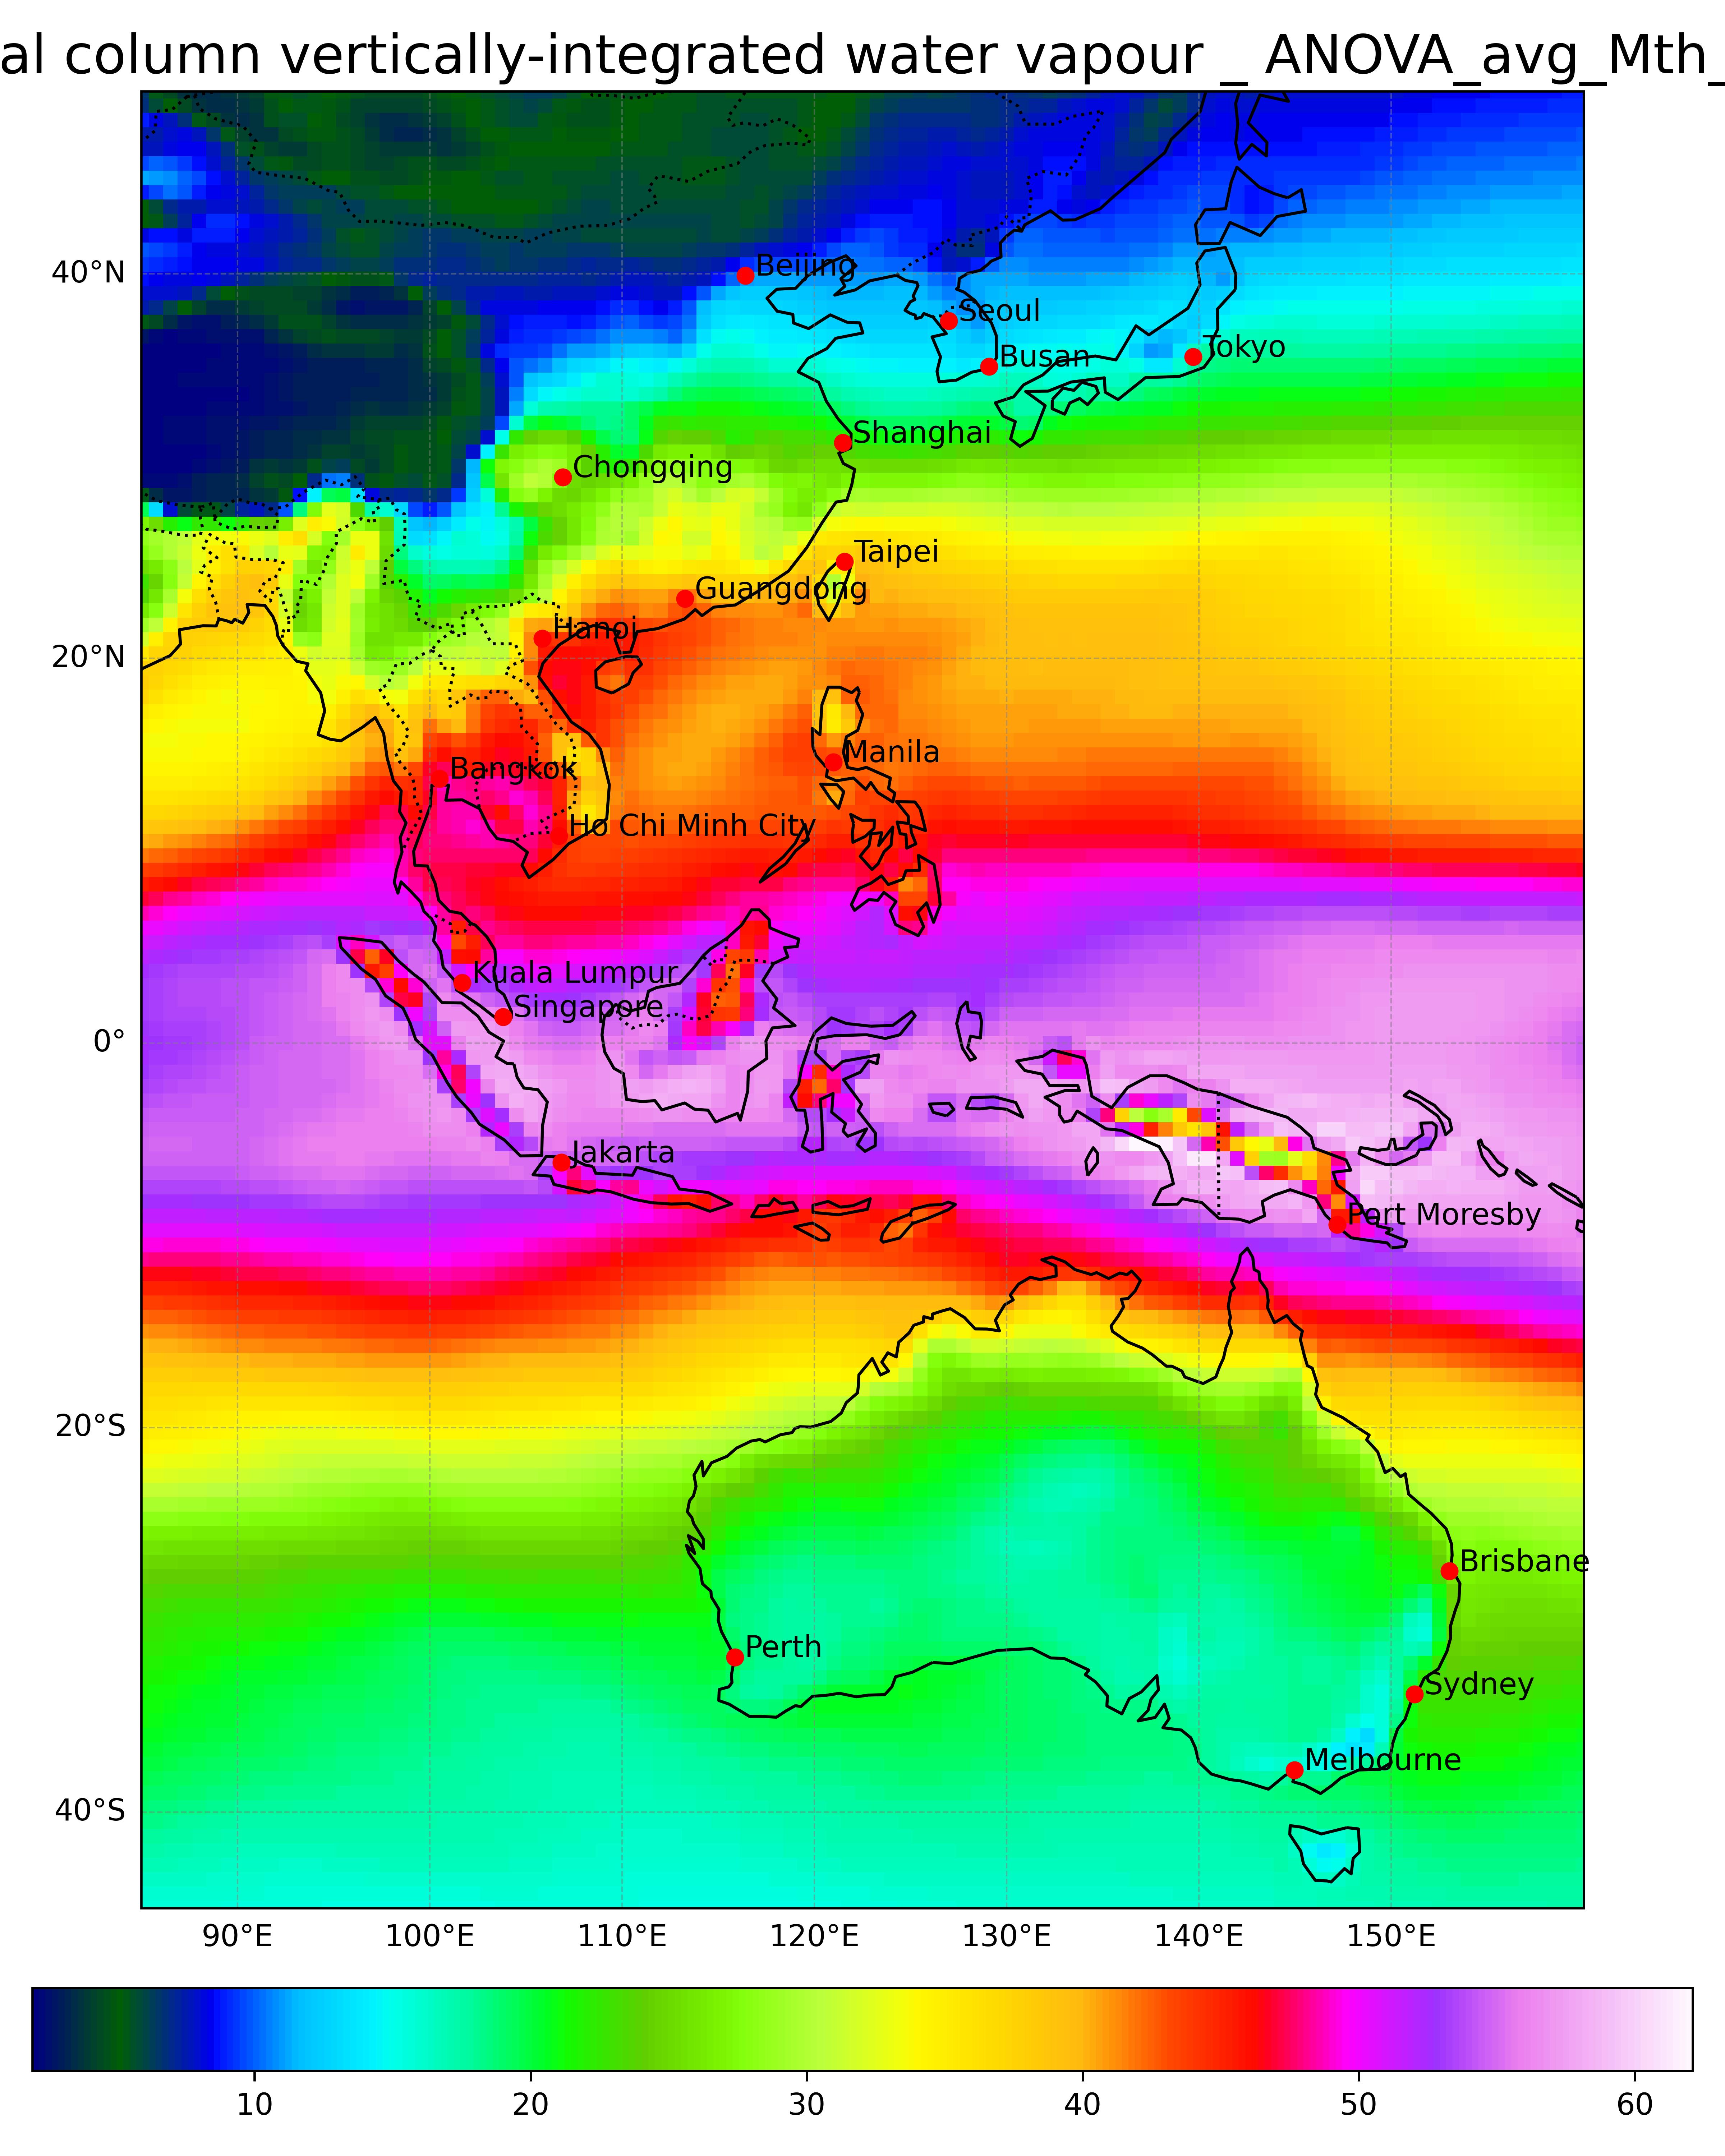 al column vertically-integrated water vapour _ ANOVA_avg_Mth_
40°N
20°N
0°
20°S
40°S
Beijing
Seoul
Tokyo
Busan
Shanghai
Chongqing
Taipei
Guangdong
Hanoi
Manila
Bangkok
Ho Chi Minh City
Kuala Lumpur
Singapore
Jakarta
Port Moresby
Brisbane
Perth
Sydney
Melbourne
90°E 100°E 110°E 120°E 130°E 140°E 150°E
10 20 30 40 50 60